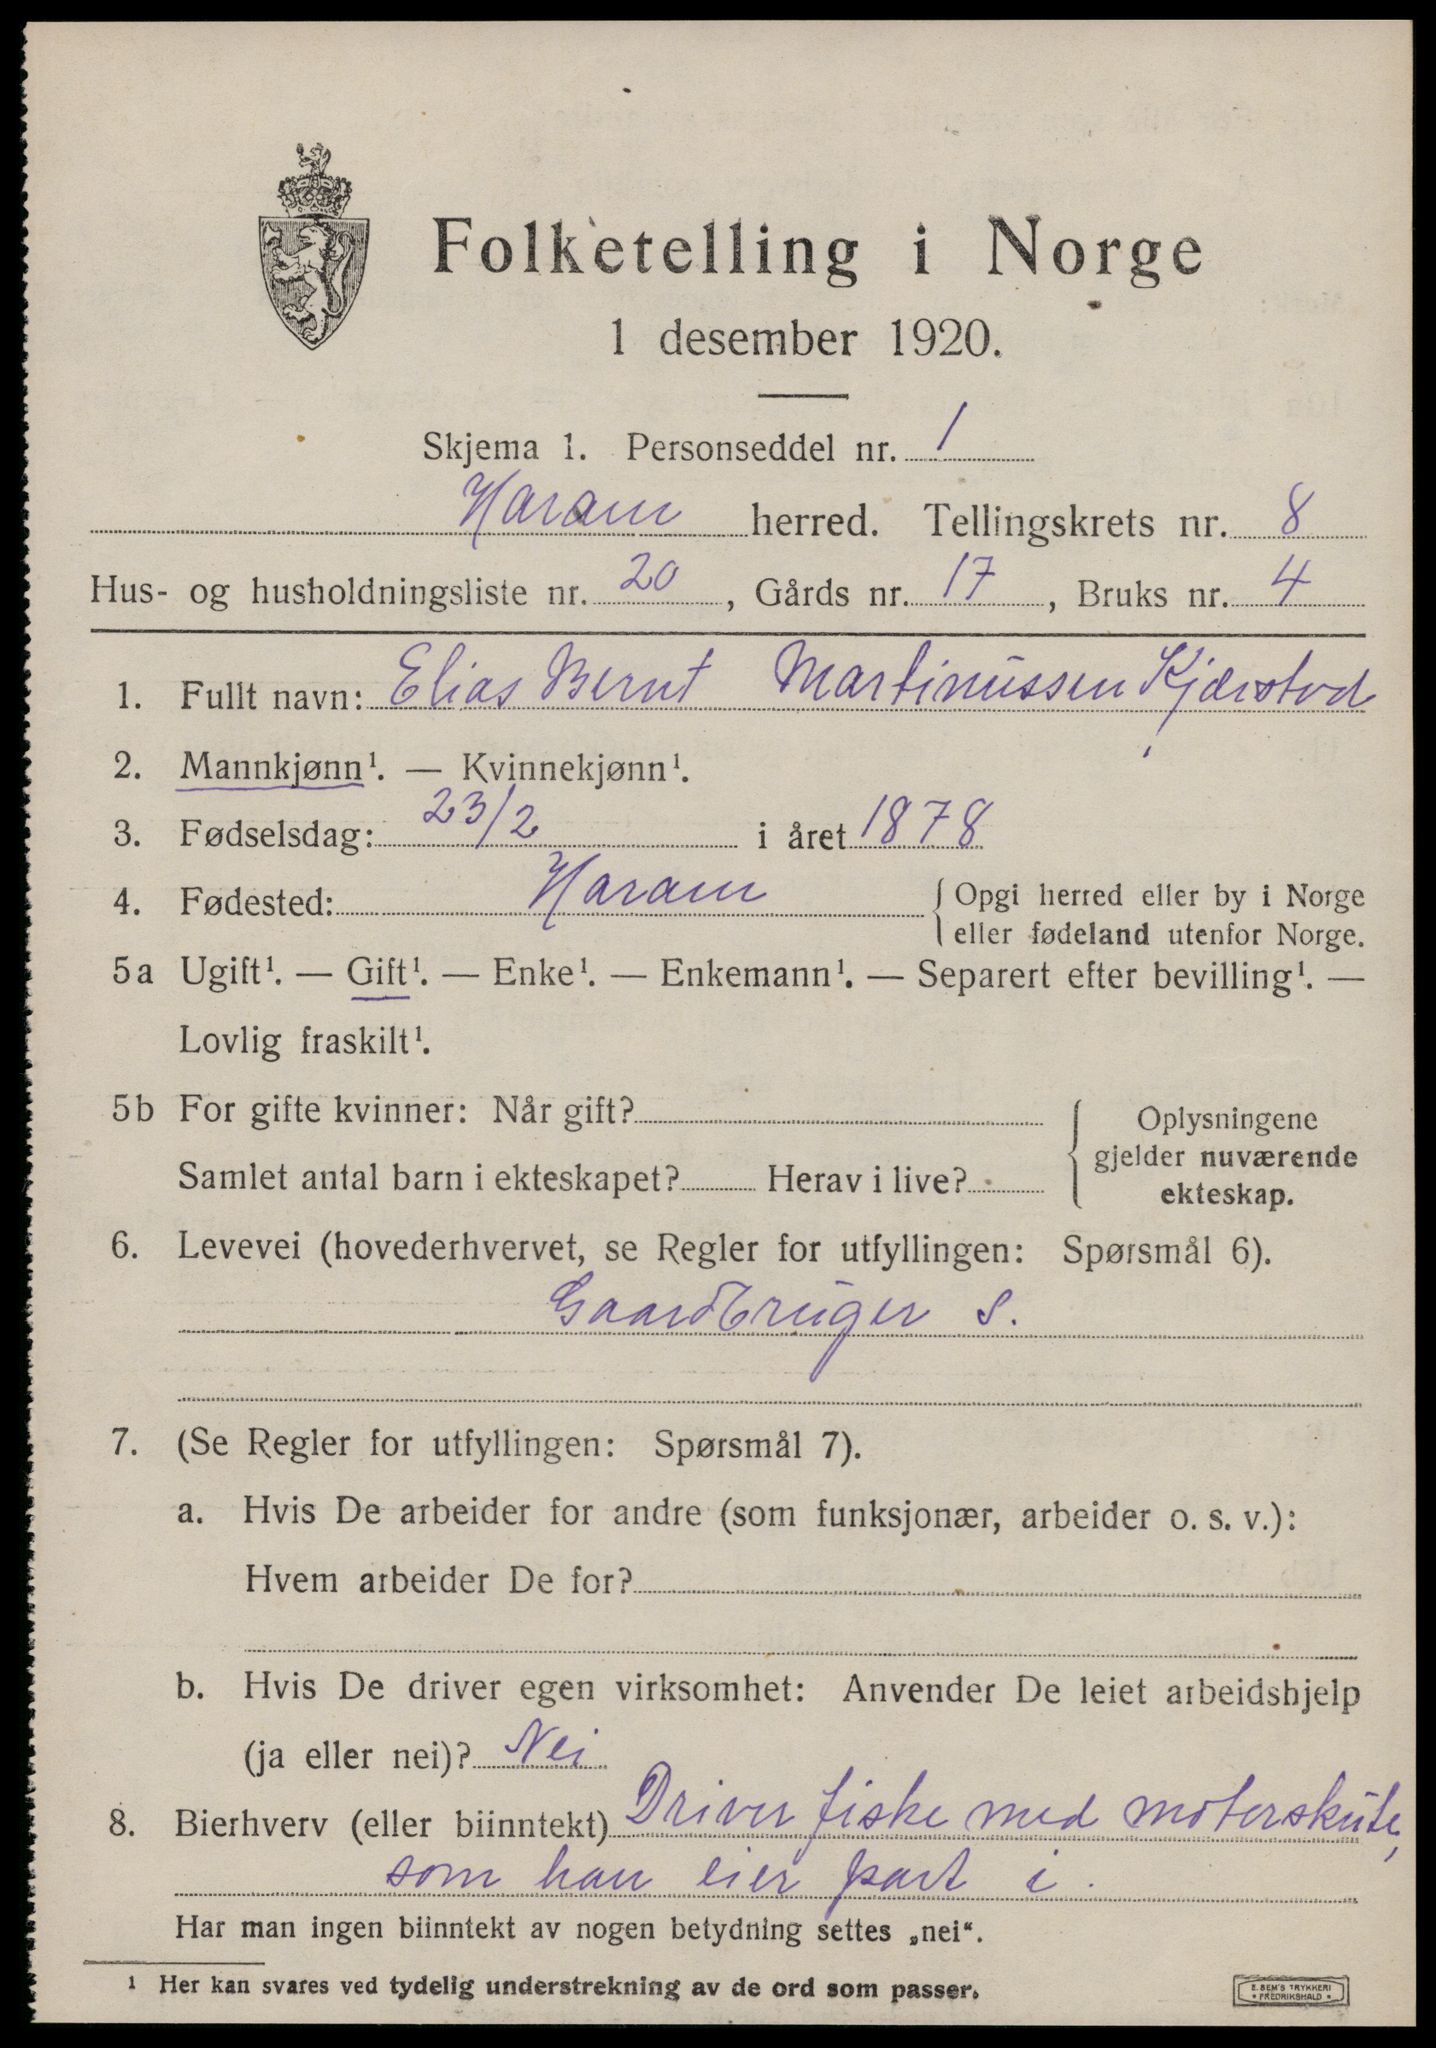 Folketelling i Norge
1 desember 1920.
Skjema 1. Personseddel nr. 1
Haram herred. Tellingskrets nr. 8
Hus- og husholdningsliste nr. 20, Gårds nr. 17, Bruks nr. 4
1. Fullt navn: Elias Bernt Martinussen Kjærstad
2. Mannkjønn¹. — Kvinnekjønn¹.
3. Fødselsdag: 23/2 i året 1878
4. Fødested: Haram { Opgi herred eller by i Norge
eller fødeland utenfor Norge.
5a Ugift¹. — Gift¹. — Enke¹. — Enkemann¹. — Separert efter bevilling¹. —
Lovlig fraskilt¹.
5b For gifte kvinner: Når gift? { Oplysningene
gjelder nuværende
Samlet antal barn i ekteskapet? Herav i live? ekteskap.
6. Levevei (hovederhvervet, se Regler for utfyllingen: Spørsmål 6).
Gaardbruger s.
7. (Se Regler for utfyllingen: Spørsmål 7).
a. Hvis De arbeider for andre (som funksjonær, arbeider o. s. v.):
Hvem arbeider De for?
b. Hvis De driver egen virksomhet: Anvender De leiet arbeidshjelp
(ja eller nei)? Nei
8. Bierhverv (eller biinntekt) Driver fiske med moterskute,
som han eier part i.
Har man ingen biinntekt av nogen betydning settes „nei“.
¹ Her kan svares ved tydelig understrekning av de ord som passer.
E. SEM'S TRYKKERI
FREDRIKSHALD